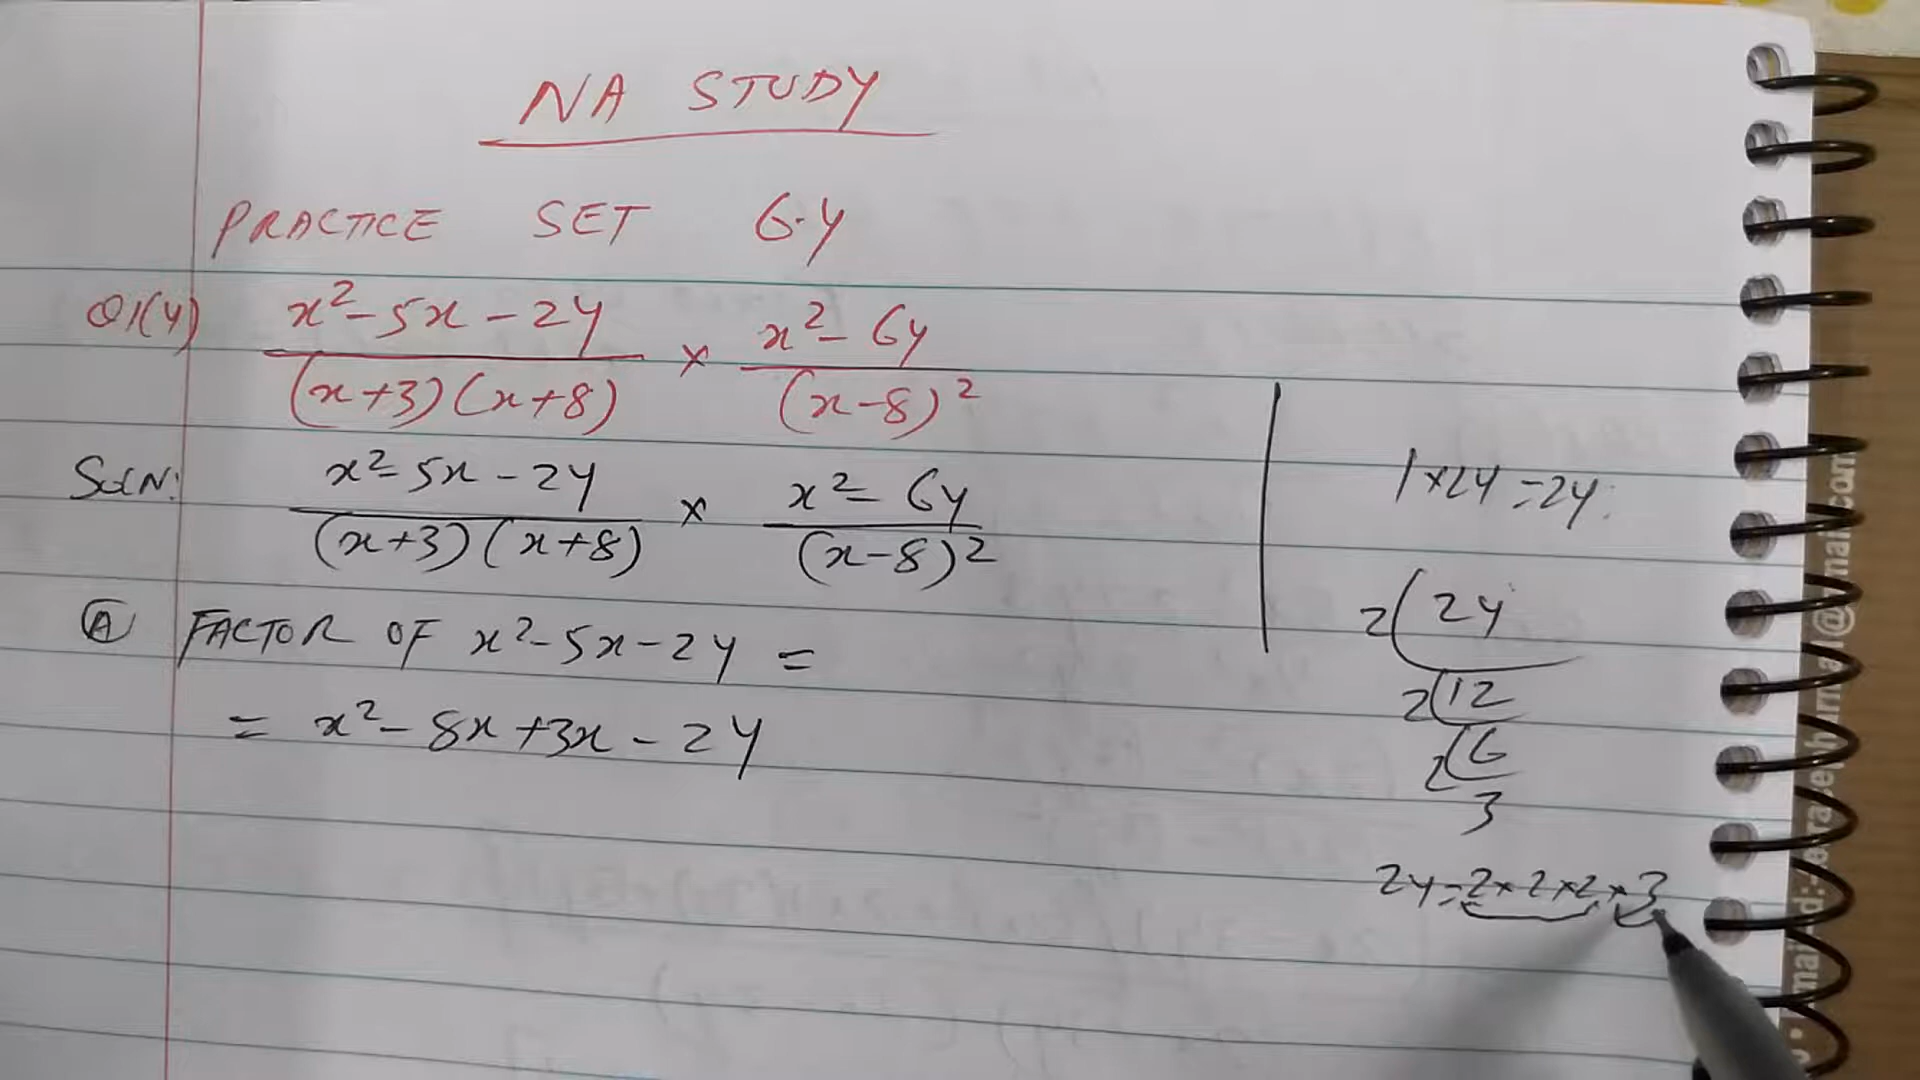 NA STUDY
PRACTICE SET 6.4
Q1(4) x²-5x-24/(x+3)(x+8) × x²-64/(x-8)²
SOLN: x²-5x-24/(x+3)(x+8) × x²-64/(x-8)²
Ⓐ FACTOR OF x²-5x-24 =
= x²-8x+3x-24
1×24=24
2 24
2 12
2 6
3
24=2×2×2×3